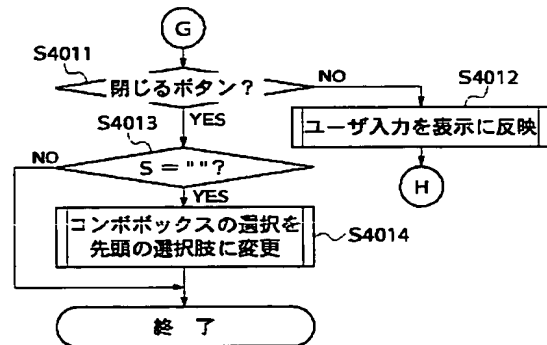 G
S4011
閉じるボタン？
NO
S4012
YES
ユーザ入力を表示に反映
S4013
H
NO
S = " "?
YES
コンボボックスの選択を
先頭の選択肢に変更
S4014
終 了